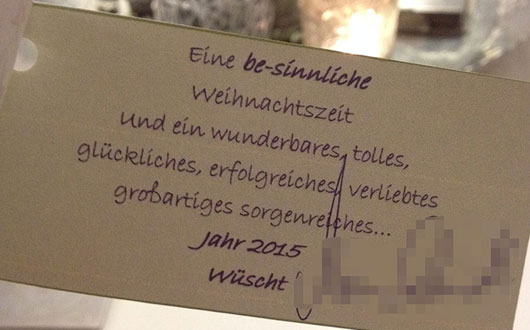 Eine be-sinnliche
Weihnachtszeit
Und ein wunderbares, tolles,
glückliches, erfolgreiches, verliebtes
großartiges sorgenreiches...
Jahr 2015
Wüscht